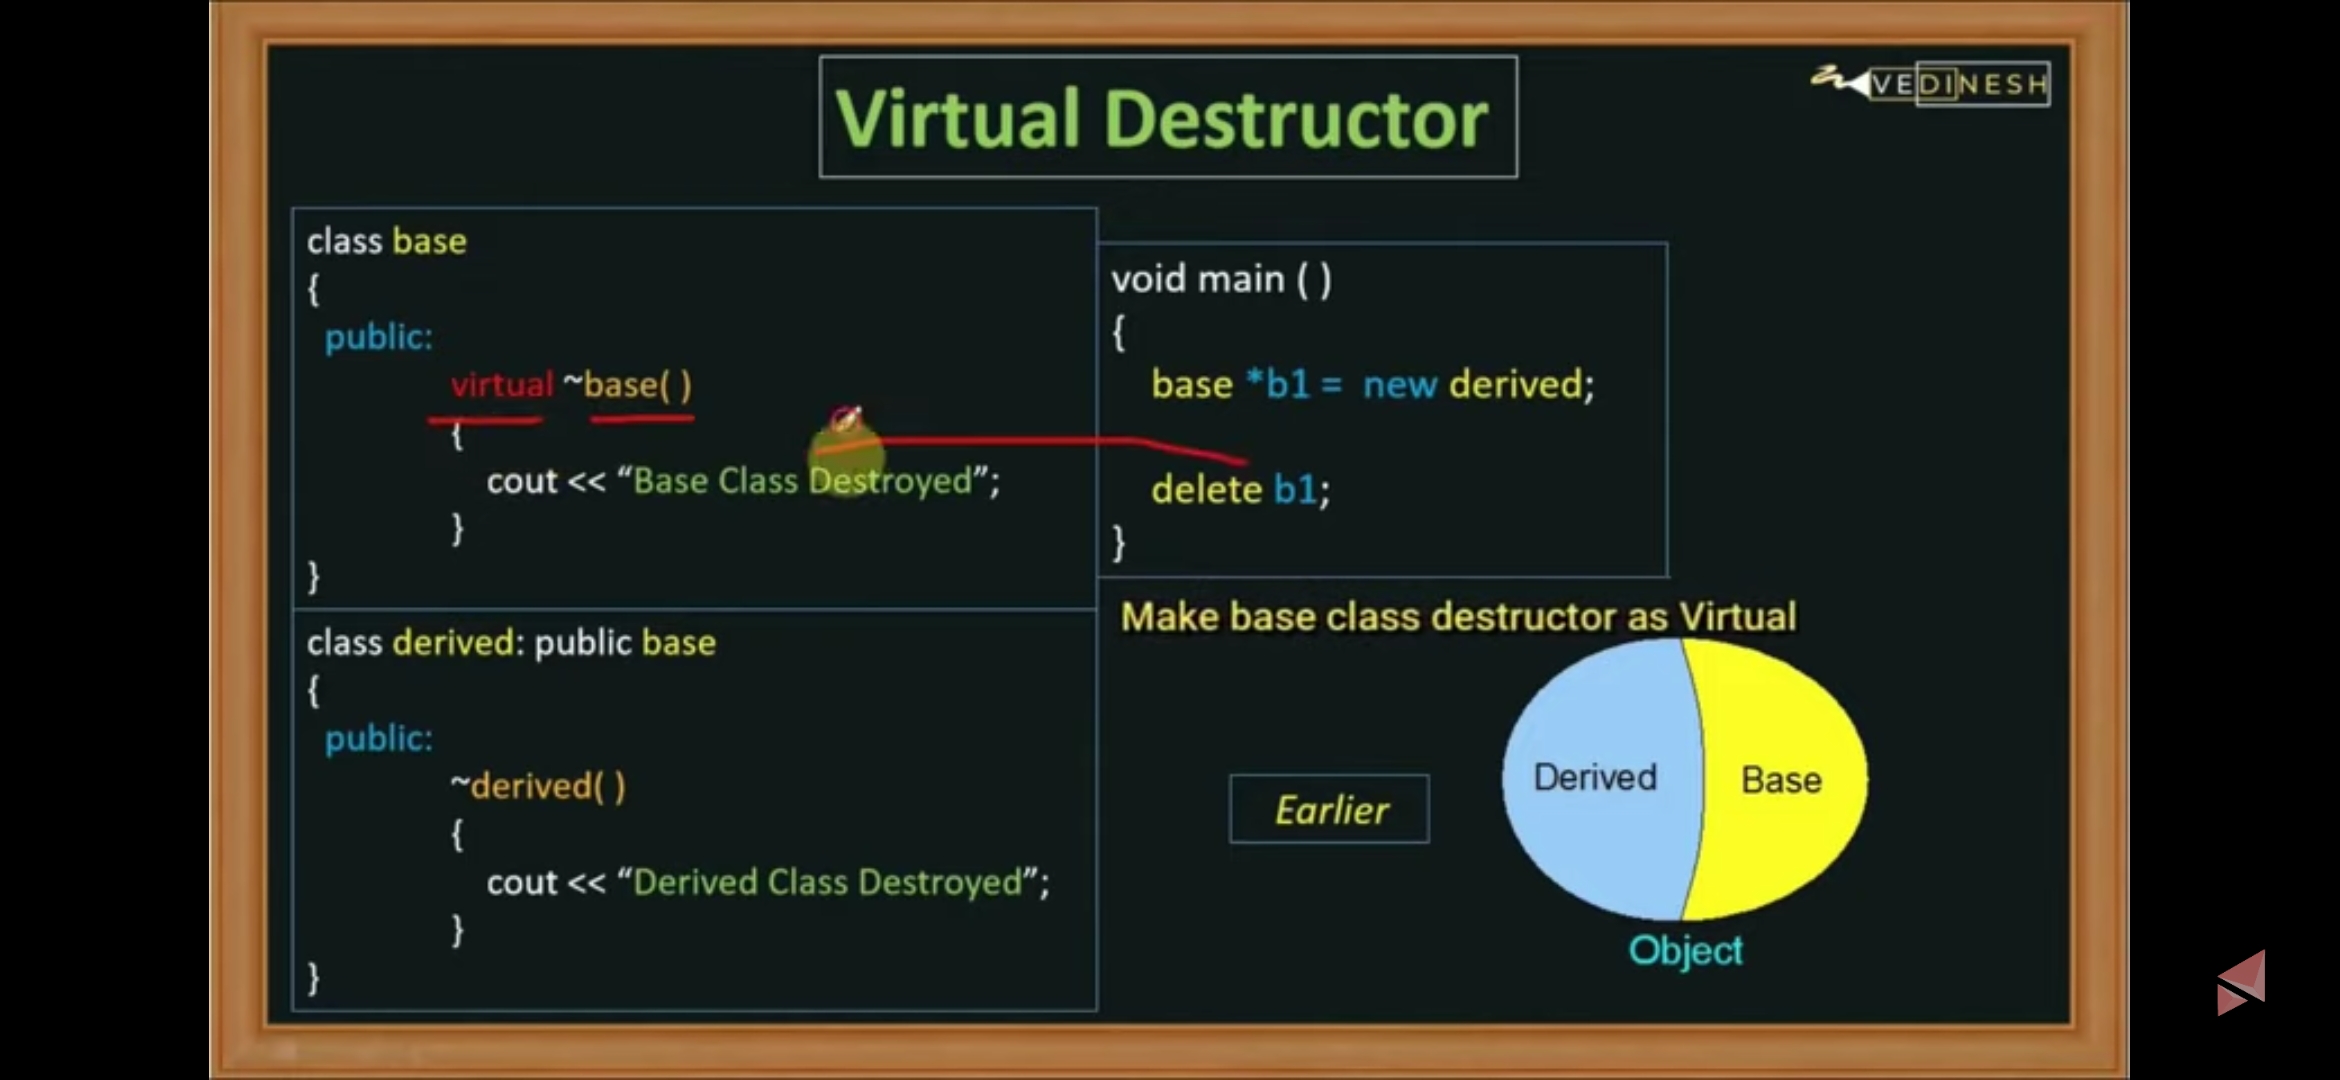 Virtual Destructor
VEDINESH
class base
{
public:
virtual ~base( )
{
cout << “Base Class Destroyed”;
}
}
class derived: public base
{
public:
~derived( )
{
cout << “Derived Class Destroyed”;
}
}
void main ( )
{
base *b1 = new derived;
delete b1;
}
Make base class destructor as Virtual
Earlier
Derived
Base
Object